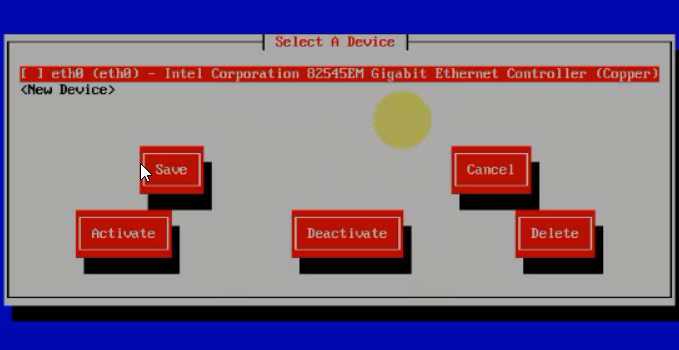 Select A Device
[ ] eth0 (eth0) - Intel Corporation 82545EM Gigabit Ethernet Controller (Copper)
<New Device>
Save
Cancel
Activate
Deactivate
Delete